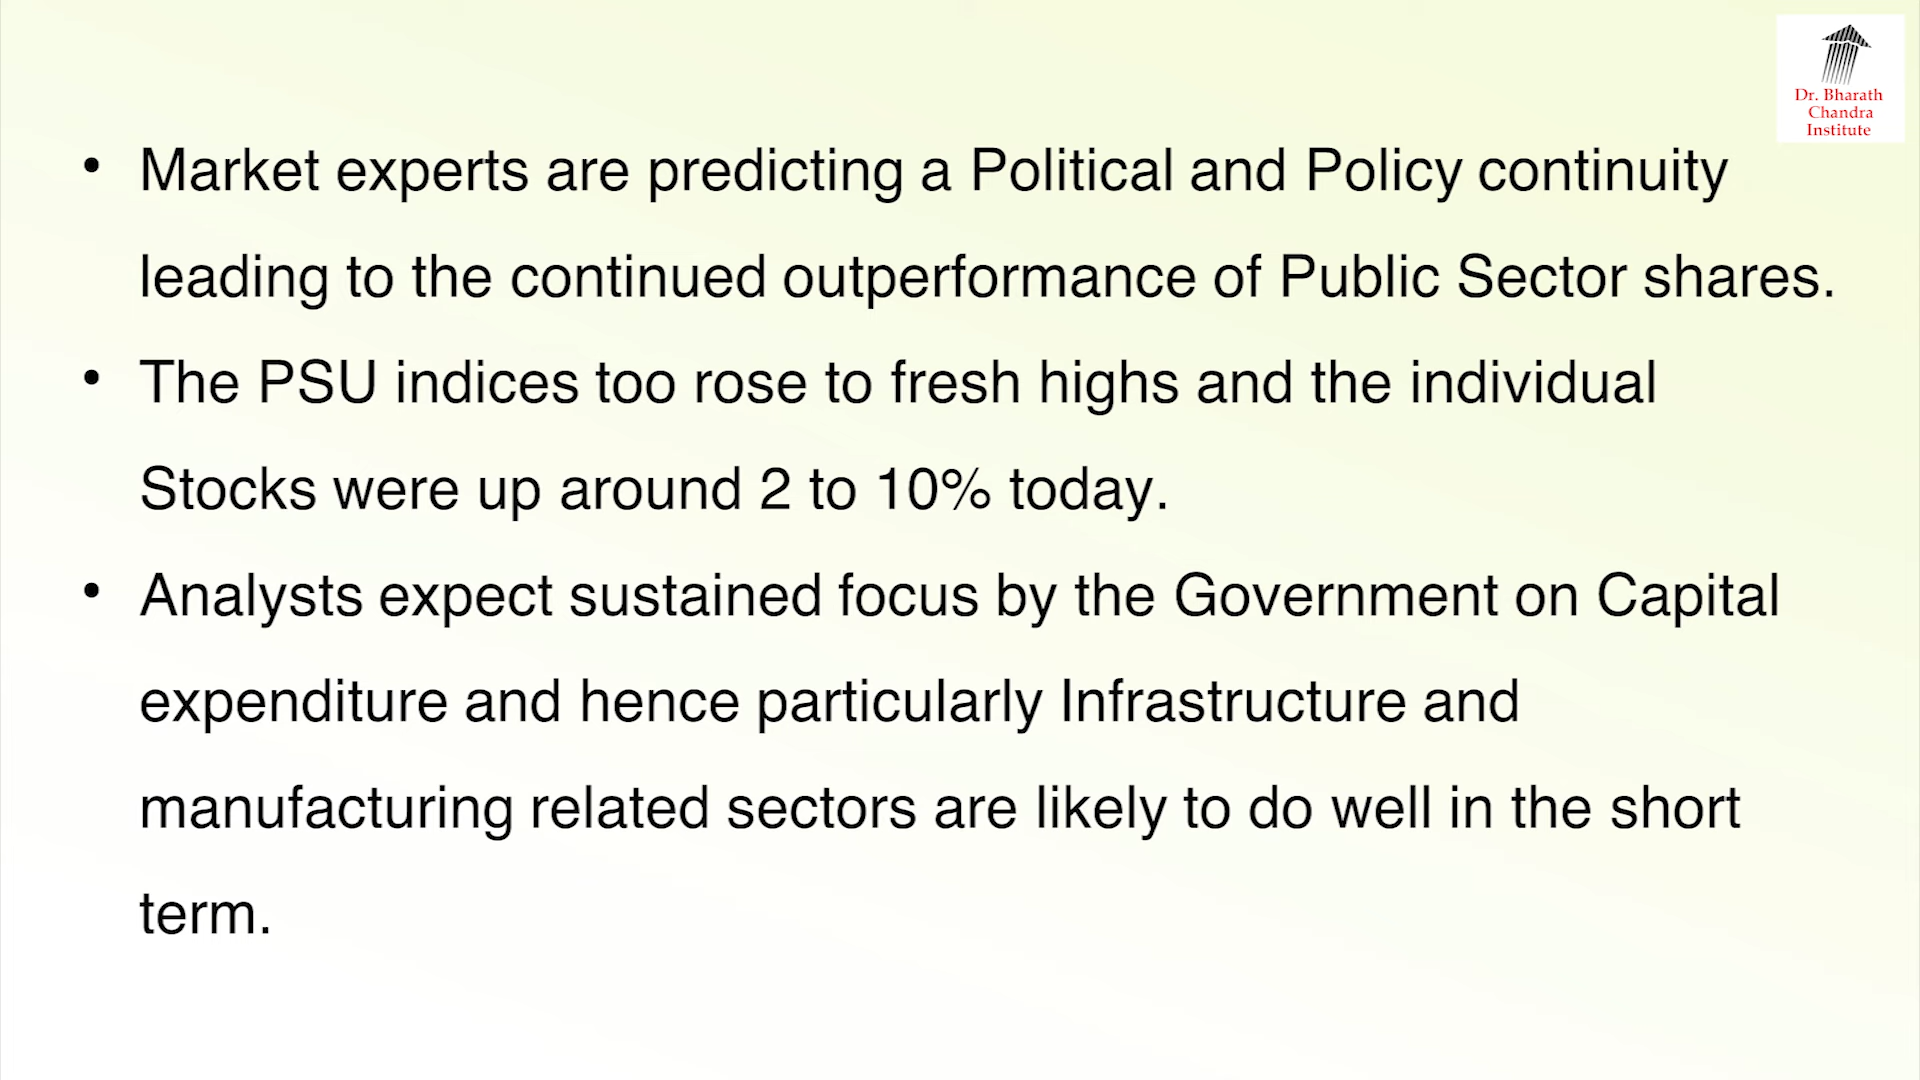 Dr. Bharath
Chandra
Institute
• Market experts are predicting a Political and Policy continuity
leading to the continued outperformance of Public Sector shares.
• The PSU indices too rose to fresh highs and the individual
Stocks were up around 2 to 10% today.
• Analysts expect sustained focus by the Government on Capital
expenditure and hence particularly Infrastructure and
manufacturing related sectors are likely to do well in the short
term.